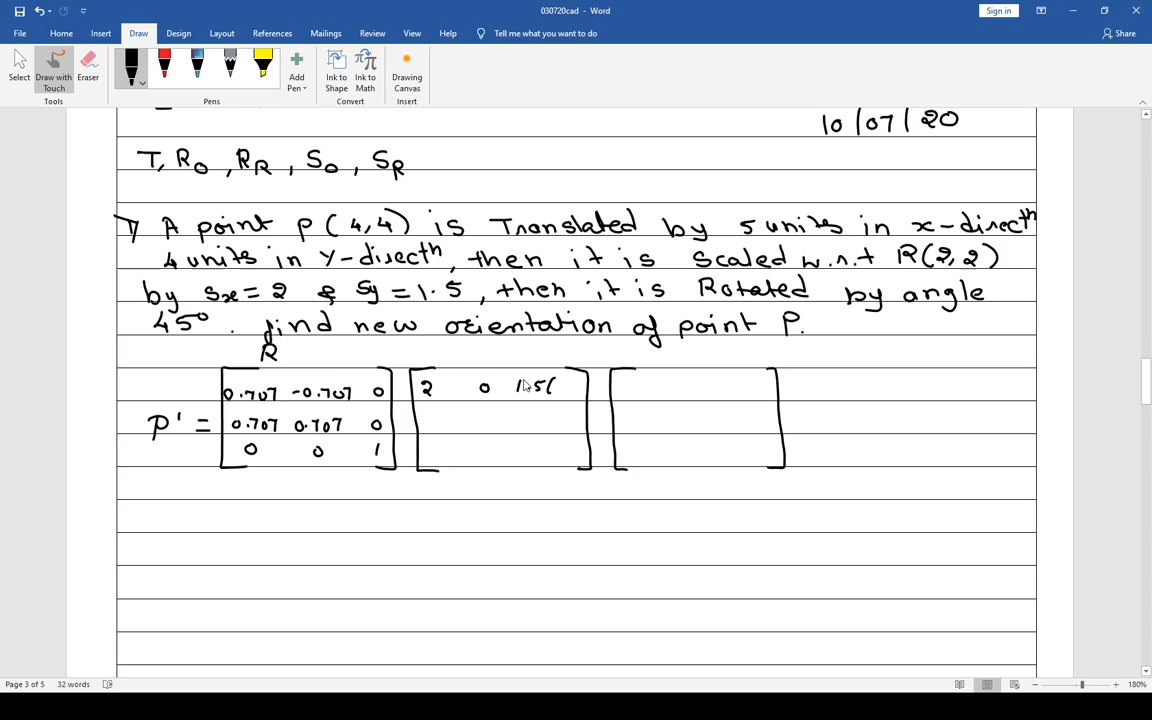 030720cad - Word
Sign in
File Home Insert Draw Design Layout References Mailings Review View Help Tell me what you want to do Share
Select Draw with Touch Eraser Add Pen Ink to Shape Ink to Math Drawing Canvas
Tools Pens Convert Insert
10/07/20
T, Ro, RR, So, SR
1) A point P(4,4) is Translated by 5 units in x-directn
4 units in Y-directn, then it is scaled w.r.t R(2,2)
by Sx = 2 & Sy = 1.5, then it is Rotated by angle
45°. find new orientation of point P.
R
0.707 -0.707 0 2 0
P' = 0.707 0.707 0
0 0 1
Page 3 of 5 32 words 180%